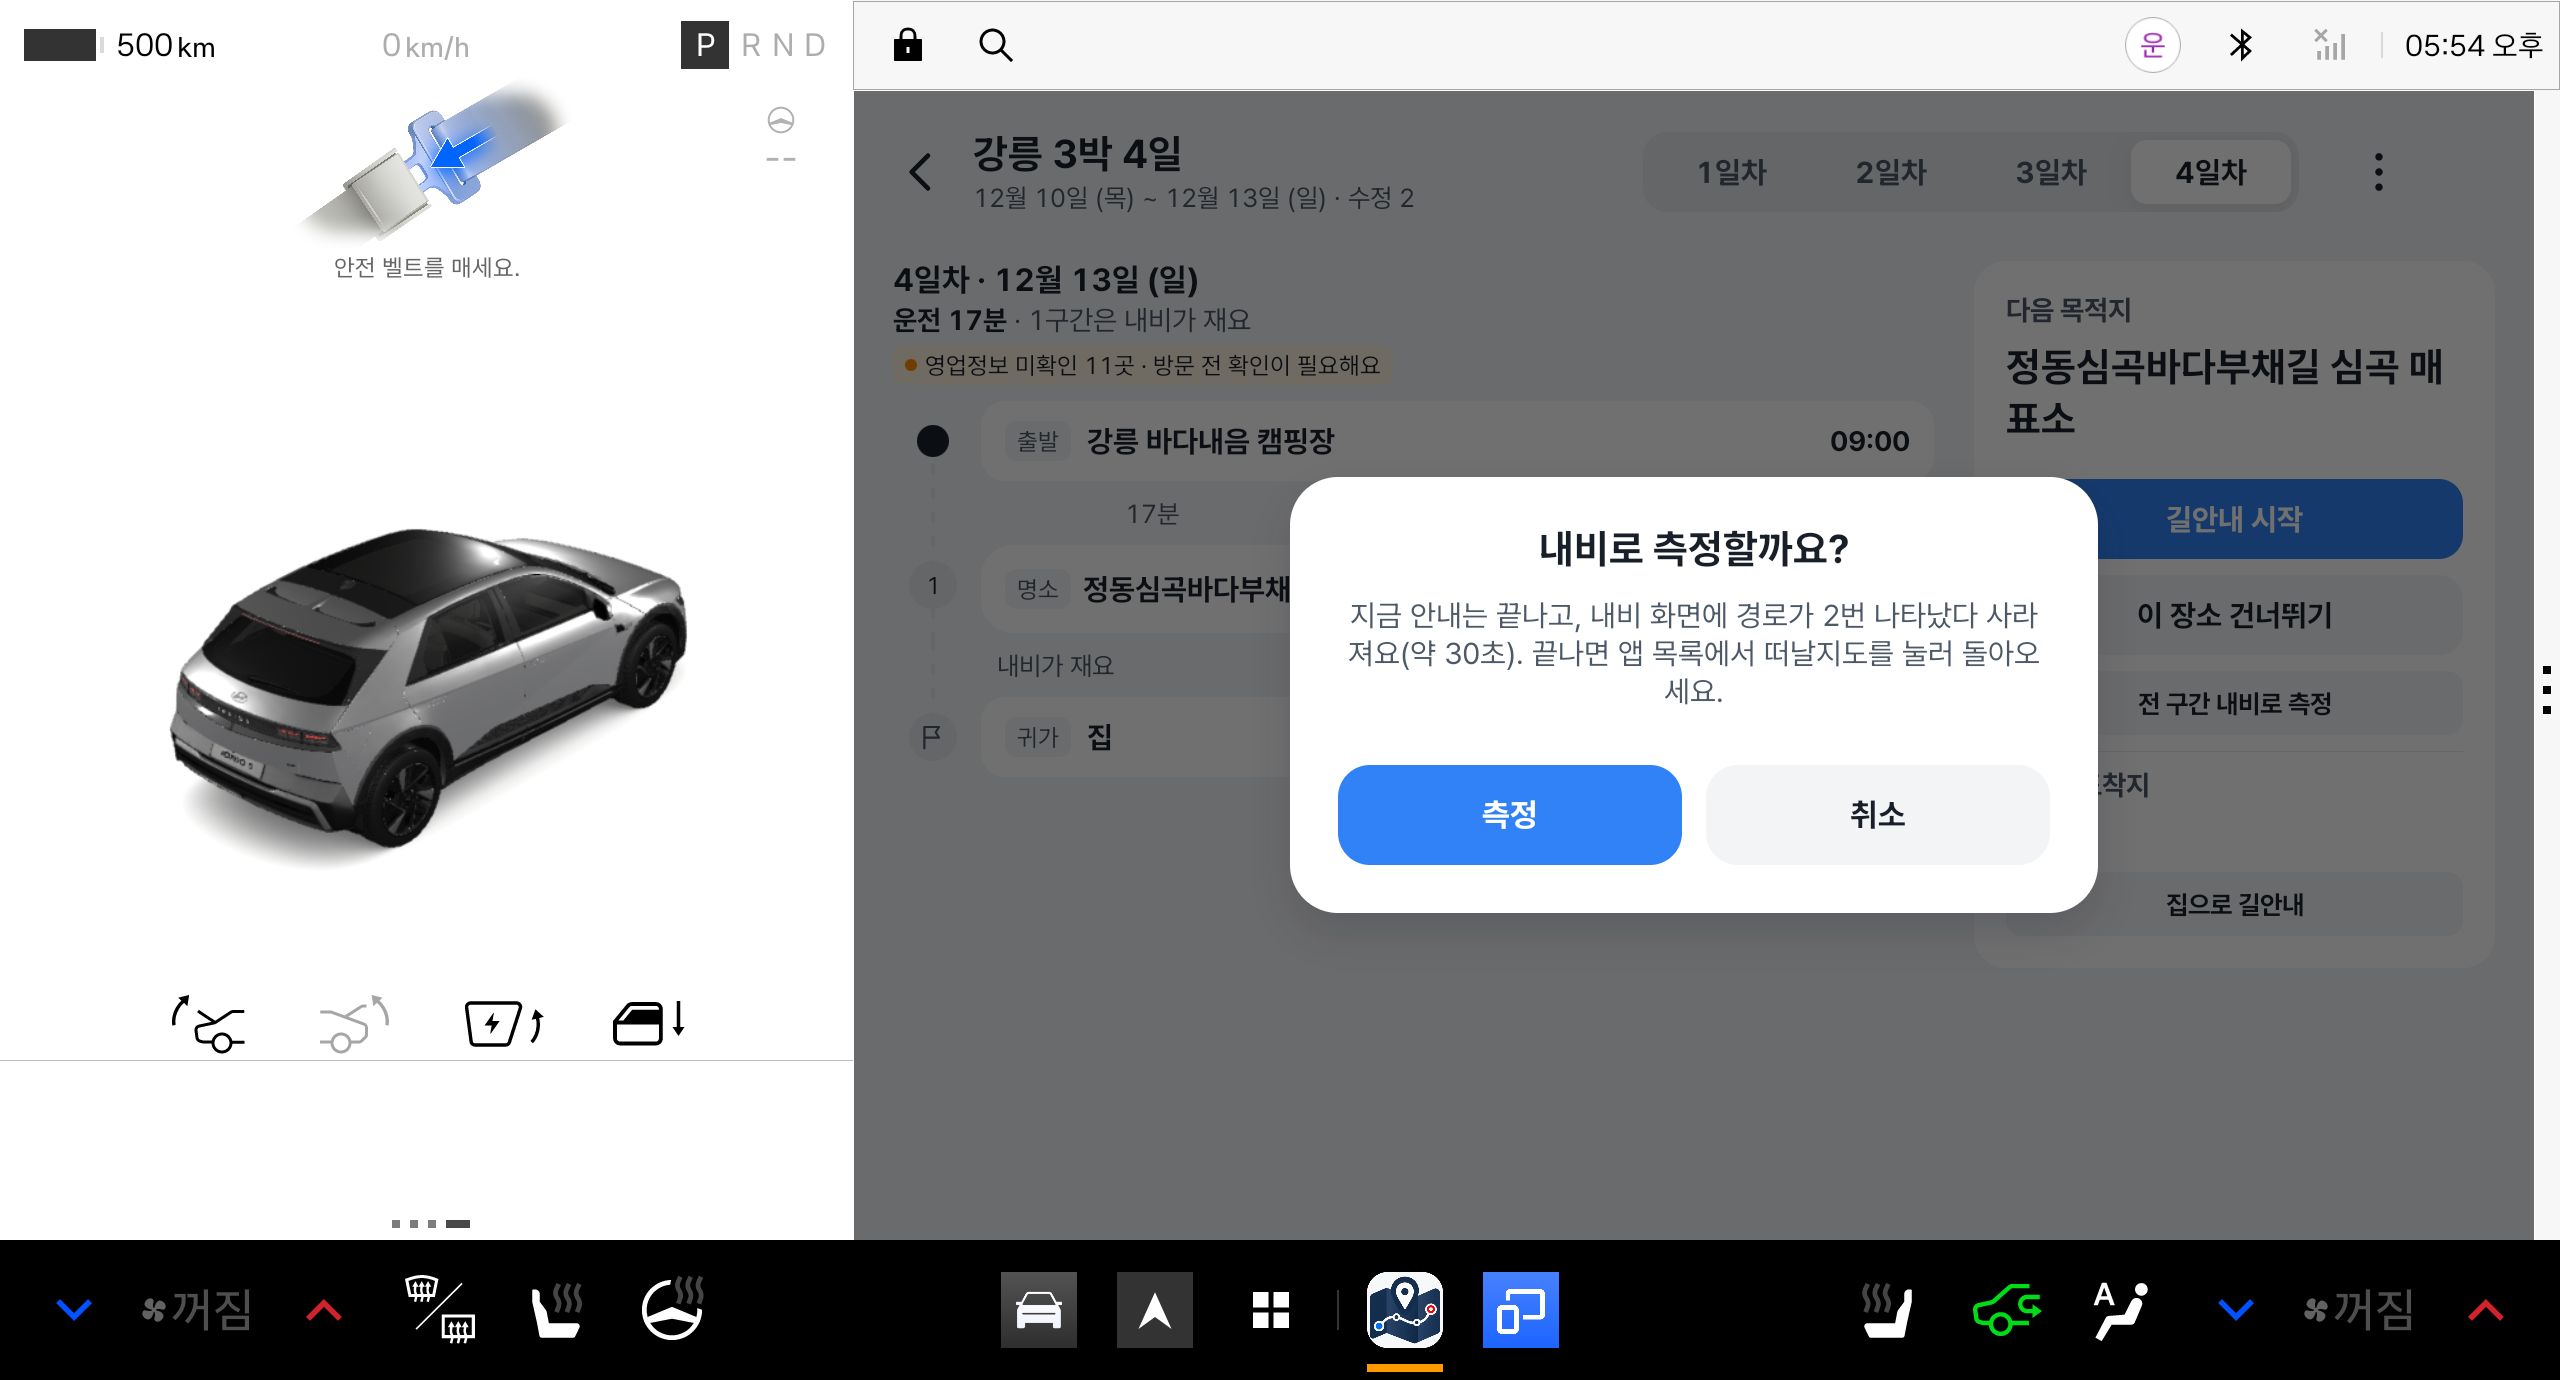 500 km
0 km/h
P R N D
안전 벨트를 매세요.
운
05:54 오후
강릉 3박 4일
12월 10일 (목) ~ 12월 13일 (일) · 수정 2
1일차
2일차
3일차
4일차
4일차 · 12월 13일 (일)
운전 17분 · 1구간은 내비가 재요
영업정보 미확인 11곳 · 방문 전 확인이 필요해요
출발 강릉 바다내음 캠핑장 09:00
17분
1 명소 정동심곡바다부채
내비가 재요
귀가 집
다음 목적지
정동심곡바다부채길 심곡 매
표소
길안내 시작
이 장소 건너뛰기
전 구간 내비로 측정
착지
집으로 길안내
내비로 측정할까요?
지금 안내는 끝나고, 내비 화면에 경로가 2번 나타났다 사라
져요(약 30초). 끝나면 앱 목록에서 떠날지도를 눌러 돌아오
세요.
측정
취소
IONIQ 5
꺼짐
A
꺼짐